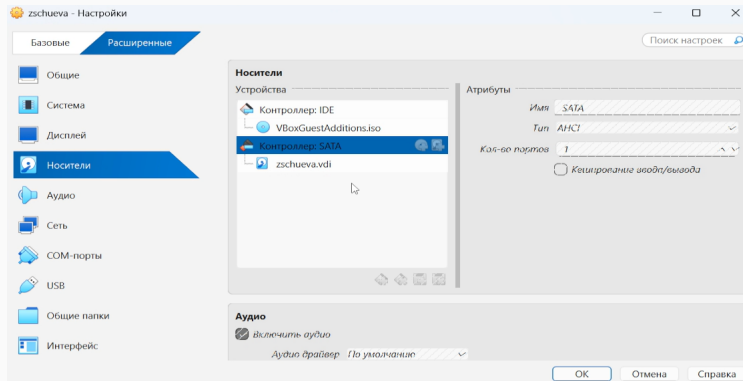 zschueva - Настройки
Базовые Расширенные
Поиск настроек
Общие
Система
Дисплей
Носители
Аудио
Сеть
COM-порты
USB
Общие папки
Интерфейс
Носители
Устройства
Контроллер: IDE
VBoxGuestAdditions.iso
Контроллер: SATA
zschueva.vdi
Атрибуты
Имя SATA
Тип AHCI
Кол-во портов 1
Кеширование ввода/вывода
Аудио
Включить аудио
Аудио драйвер По умолчанию
OK Отмена Справка